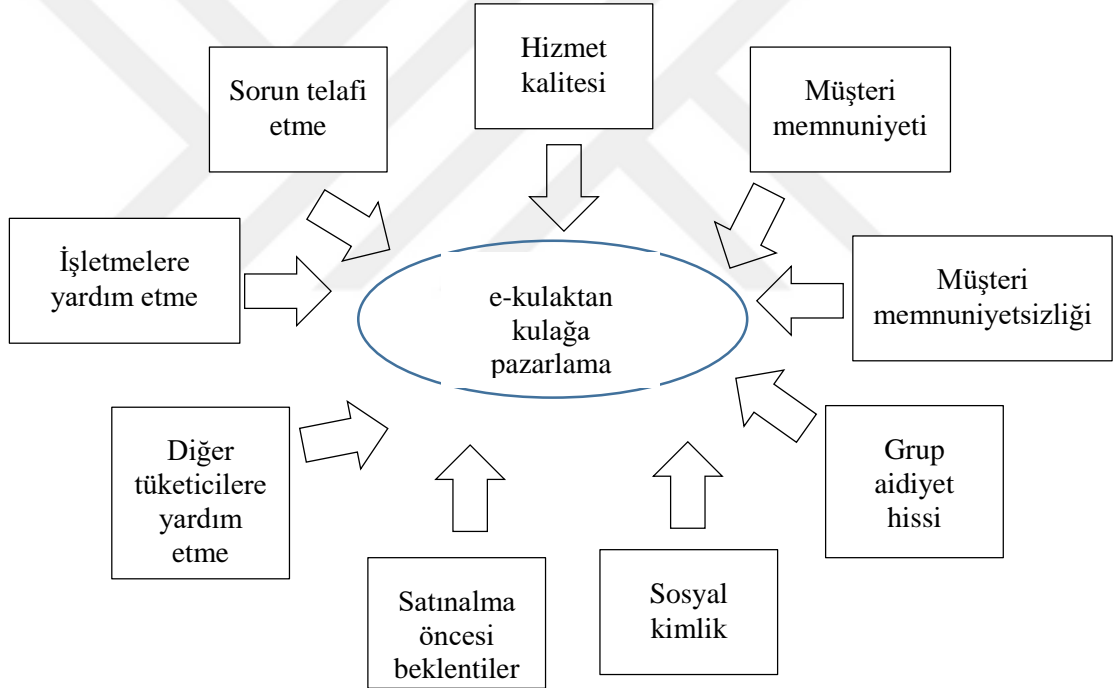 Hizmet
kalitesi
Sorun telafi
etme
Müşteri
memnuniyeti
İşletmelere
yardım etme
e-kulaktan
kulağa
pazarlama
Müşteri
memnuniyetsizliği
Diğer
tüketicilere
yardım
etme
Grup
aidiyet
hissi
Satınalma
öncesi
beklentiler
Sosyal
kimlik